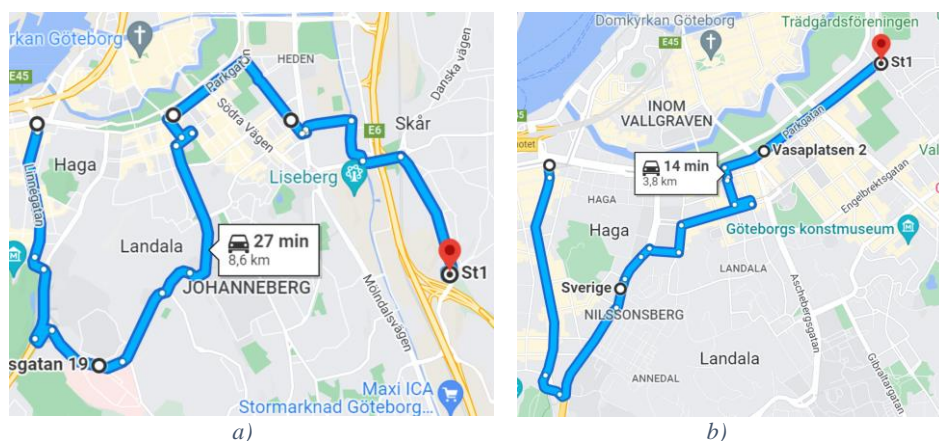 yrkan Göteborg
E45
Parkgatan
HEDEN
Danska vägen
Södra Vägen
E6
Skår
Haga
Linnégatan
Liseberg
Landala
27 min
8,6 km
St1
JOHANNEBERG
Mölndalsvägen
sgatan 19
Maxi ICA
Stormarknad Göteborg...
a)
Domkyrkan Göteborg
Trädgårdsföreningen
E45
St1
INOM
VALLGRAVEN
Parkgatan
Vasaplatsen 2
14 min
3,8 km
Val
Engelbrektsgatan
HAGA
Haga
Göteborgs konstmuseum
LANDALA
Sverige
NILSSONSBERG
Aschebergsgatan
Landala
ANNEDAL
Gibraltargatan
b)